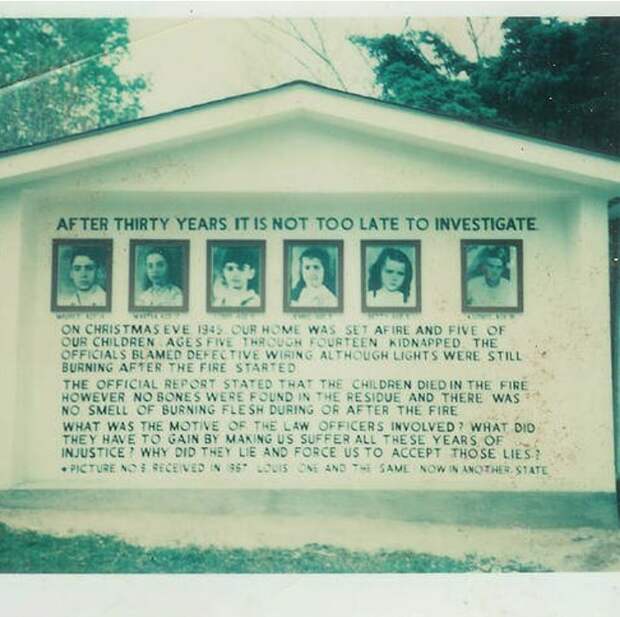 AFTER THIRTY YEARS IT IS NOT TOO LATE TO INVESTIGATE.
MARTHA AGE BETTY AGE
ON CHRISTMAS EVE 1945, OUR HOME WAS SET AFIRE AND FIVE OF
OUR CHILDREN, AGES FIVE THROUGH FOURTEEN KIDNAPPED. THE
OFFICIALS BLAMED DEFECTIVE WIRING ALTHOUGH LIGHTS WERE STILL
BURNING AFTER THE FIRE STARTED
THE OFFICIAL REPORT STATED THAT THE CHILDREN DIED IN THE FIRE
HOWEVER NO BONES WERE FOUND IN THE RESIDUE AND THERE WAS
NO SMELL OF BURNING FLESH DURING OR AFTER THE FIRE
WHAT WAS THE MOTIVE OF THE LAW OFFICERS INVOLVED? WHAT DID
THEY HAVE TO GAIN BY MAKING US SUFFER ALL THESE YEARS OF
INJUSTICE? WHY DID THEY LIE AND FORCE US TO ACCEPT THOSE LIES?
* PICTURE NO. RECEIVED IN 1967 LOUIS ONE AND THE SAME NOW IN ANOTHER STATE